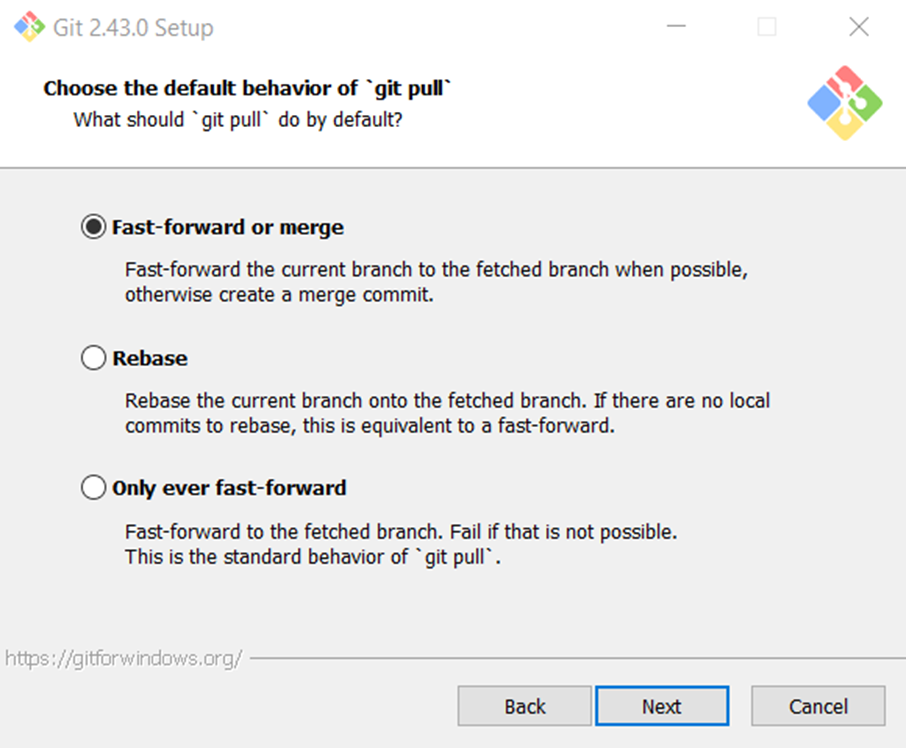 Git 2.43.0 Setup
Choose the default behavior of `git pull`
What should `git pull` do by default?
Fast-forward or merge
Fast-forward the current branch to the fetched branch when possible,
otherwise create a merge commit.
Rebase
Rebase the current branch onto the fetched branch. If there are no local
commits to rebase, this is equivalent to a fast-forward.
Only ever fast-forward
Fast-forward to the fetched branch. Fail if that is not possible.
This is the standard behavior of `git pull`.
https://gitforwindows.org/
Back Next Cancel